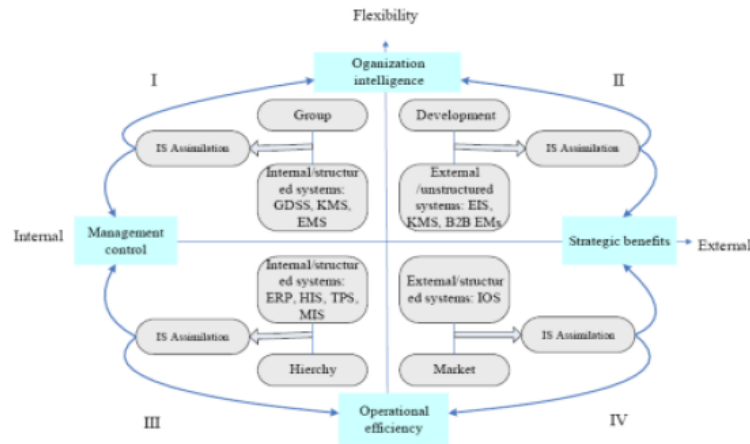 Flexibility
I
II
Oganization
intelligence
Group
Development
IS Assimilation
IS Assimilation
Internal/structur
ed systems:
GDSS, KMS,
EMS
External
/unstructured
systems: EIS,
KMS, B2B EMs
Internal
Management
control
Strategic benefits
External
Internal/structur
ed systems:
ERP, HIS, TPS,
MIS
External/structur
ed systems: IOS
IS Assimilation
IS Assimilation
Hierchy
Market
III
Operational
efficiency
IV